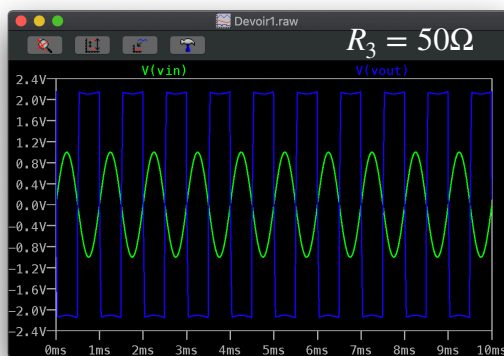 Devoir1.raw
R₃ = 50Ω
V(vin) V(vout)
2.4V
2.0V
1.6V
1.2V
0.8V
0.4V
0.0V
-0.4V
-0.8V
-1.2V
-1.6V
-2.0V
-2.4V
0ms 1ms 2ms 3ms 4ms 5ms 6ms 7ms 8ms 9ms 10ms